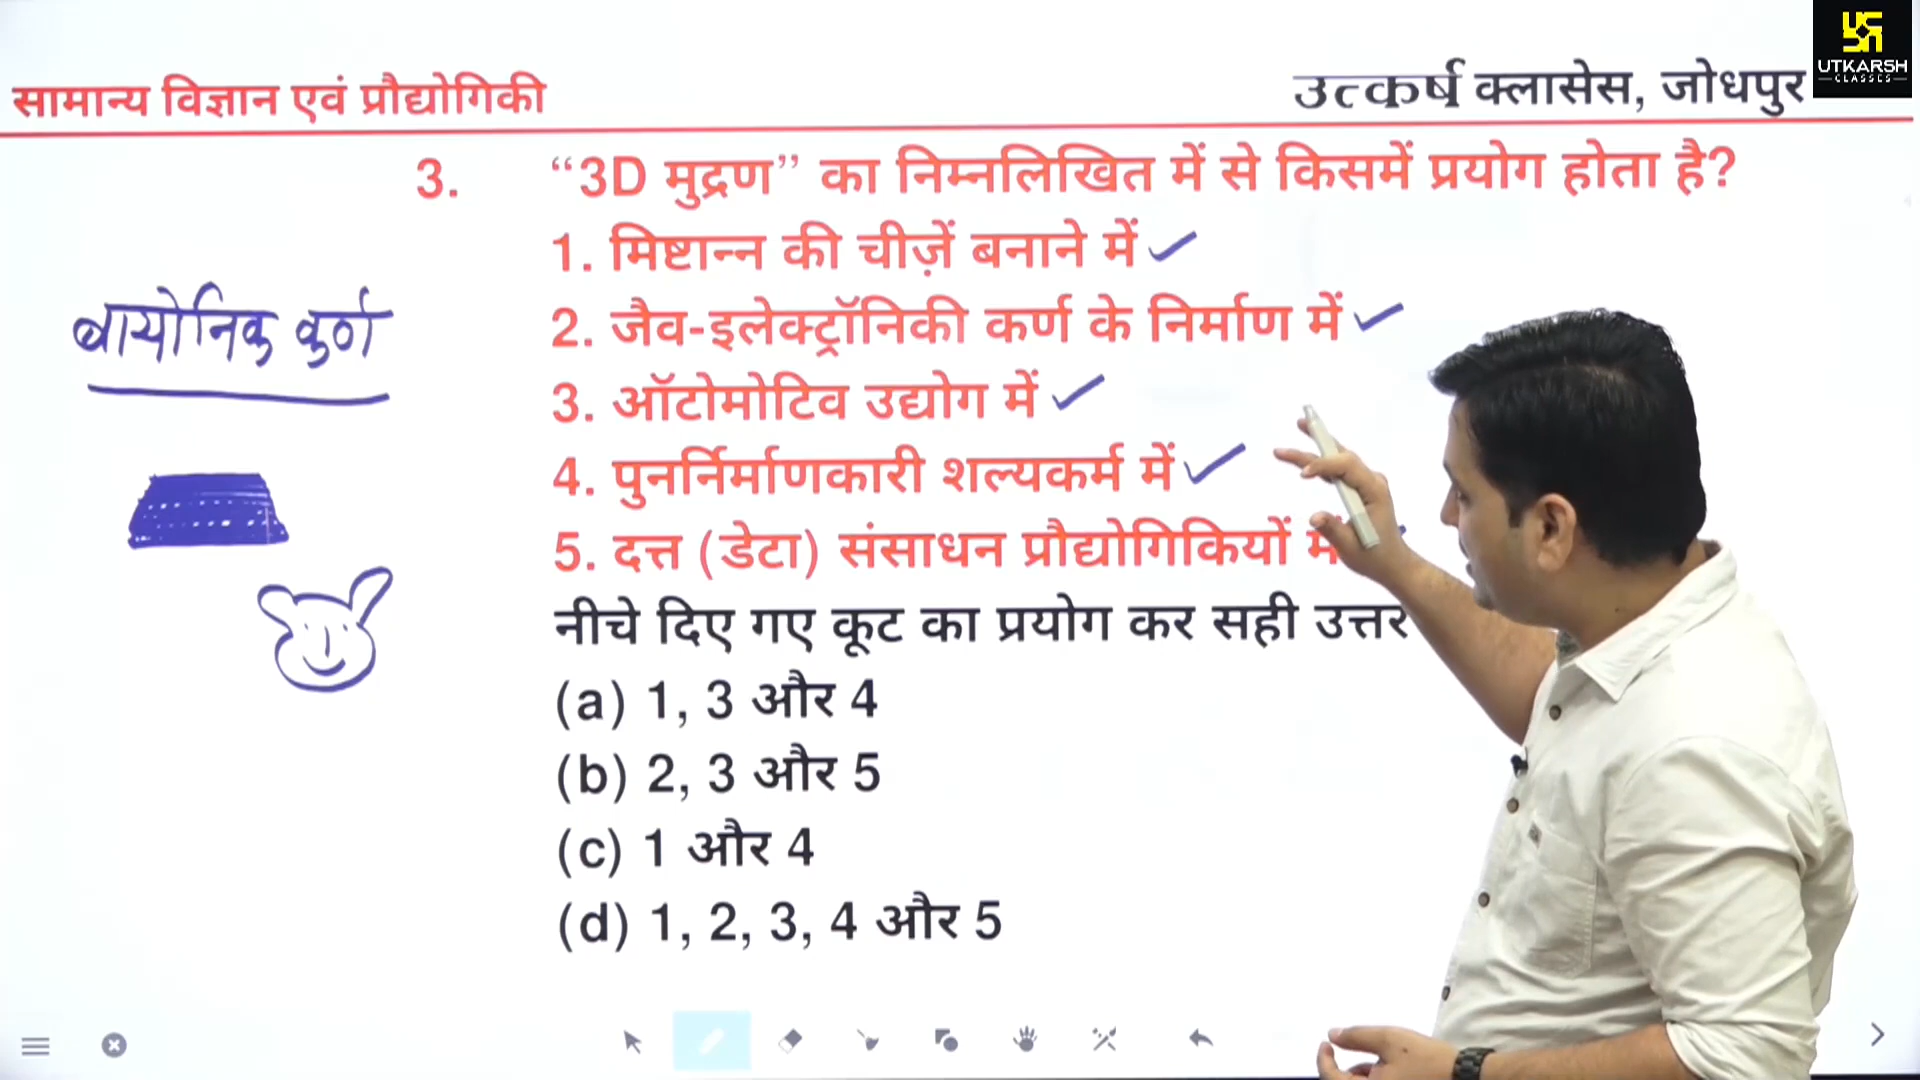 UTKARSH
CLASSES
सामान्य विज्ञान एवं प्रौद्योगिकी
उत्कर्ष क्लासेस, जोधपुर
3. “3D मुद्रण” का निम्नलिखित में से किसमें प्रयोग होता है?
1. मिष्टान्न की चीज़ें बनाने में
2. जैव-इलेक्ट्रॉनिकी कर्ण के निर्माण में
3. ऑटोमोटिव उद्योग में
4. पुनर्निर्माणकारी शल्यकर्म में
5. दत्त (डेटा) संसाधन प्रौद्योगिकियों में
नीचे दिए गए कूट का प्रयोग कर सही उत्तर
(a) 1, 3 और 4
(b) 2, 3 और 5
(c) 1 और 4
(d) 1, 2, 3, 4 और 5
बायोनिक कर्ण